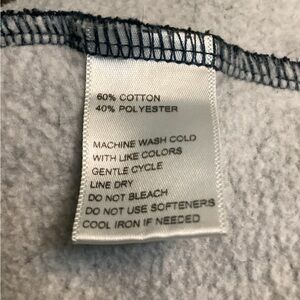 60% COTTON
40% POLYESTER
MACHINE WASH COLD
WITH LIKE COLORS
GENTLE CYCLE
LINE DRY
DO NOT BLEACH
DO NOT USE SOFTENERS
COOL IRON IF NEEDED